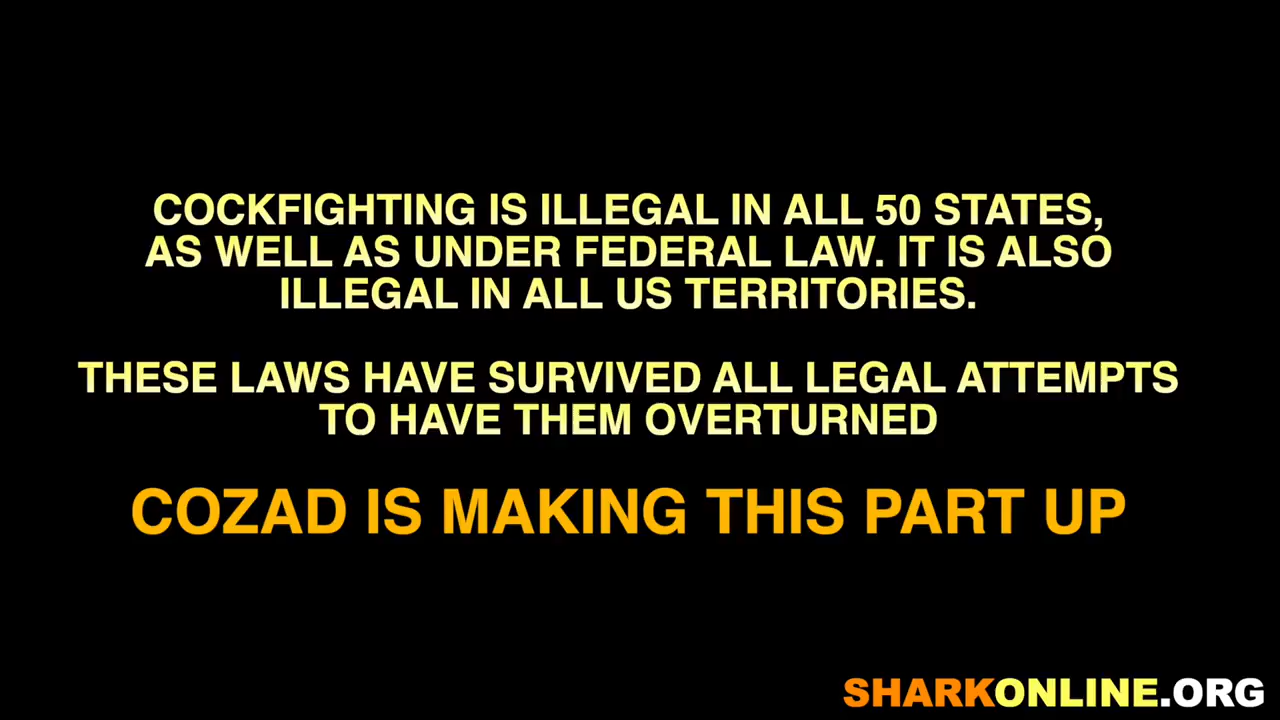 COCKFIGHTING IS ILLEGAL IN ALL 50 STATES,
AS WELL AS UNDER FEDERAL LAW. IT IS ALSO
ILLEGAL IN ALL US TERRITORIES.
THESE LAWS HAVE SURVIVED ALL LEGAL ATTEMPTS
TO HAVE THEM OVERTURNED
COZAD IS MAKING THIS PART UP
SHARKONLINE.ORG